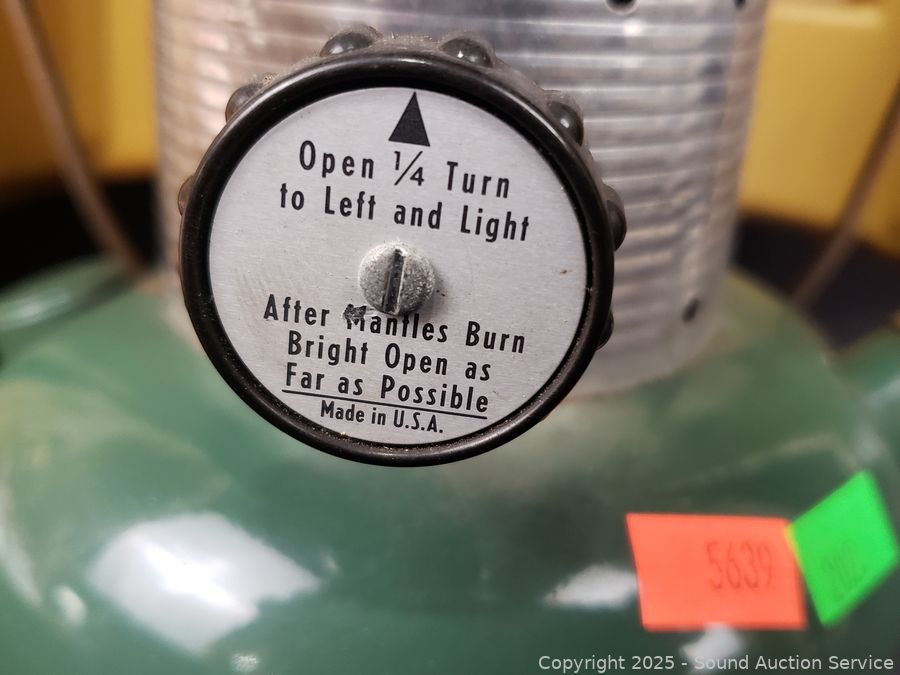 Open ¼ Turn
to Left and Light
After Mantles Burn
Bright Open as
Far as Possible
Made in U.S.A.
5639
Copyright 2025 - Sound Auction Service